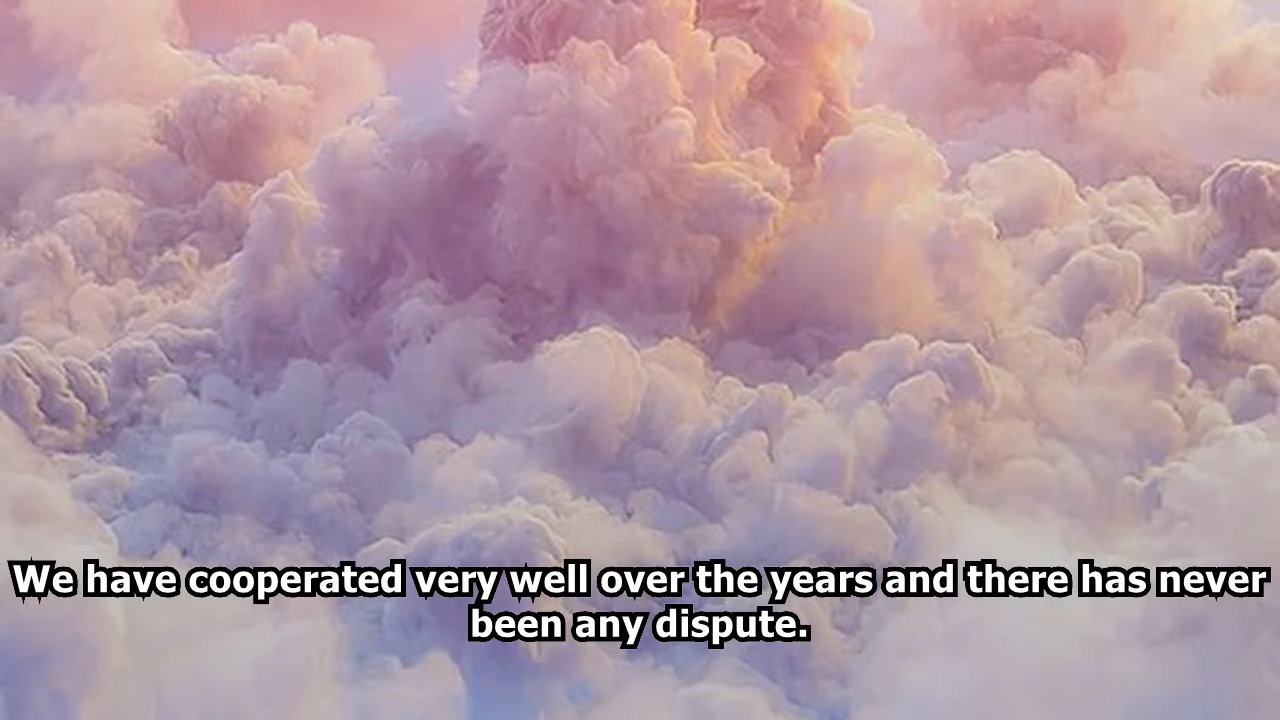 We have cooperated very well over the years and there has never
been any dispute.